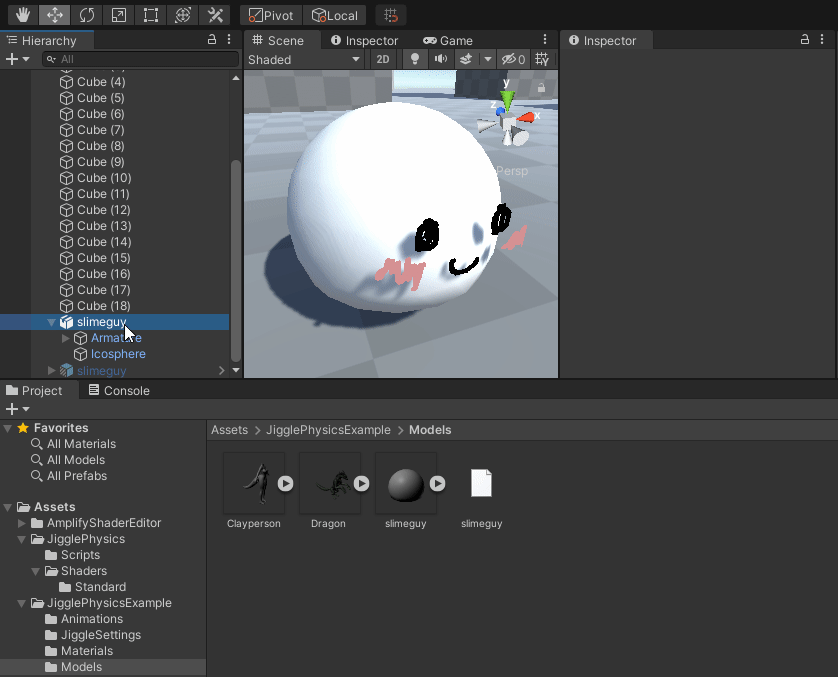 Pivot Local
Hierarchy
All
Cube (4)
Cube (5)
Cube (6)
Cube (7)
Cube (8)
Cube (9)
Cube (10)
Cube (11)
Cube (12)
Cube (13)
Cube (14)
Cube (15)
Cube (16)
Cube (17)
Cube (18)
slimeguy
Armature
Icosphere
slimeguy
Scene Inspector Game
Shaded 2D 0
y
z x
Persp
Inspector
Project Console
Favorites
All Materials
All Models
All Prefabs
Assets
AmplifyShaderEditor
JigglePhysics
Scripts
Shaders
Standard
JigglePhysicsExample
Animations
JiggleSettings
Materials
Models
Assets > JigglePhysicsExample > Models
Clayperson Dragon slimeguy slimeguy